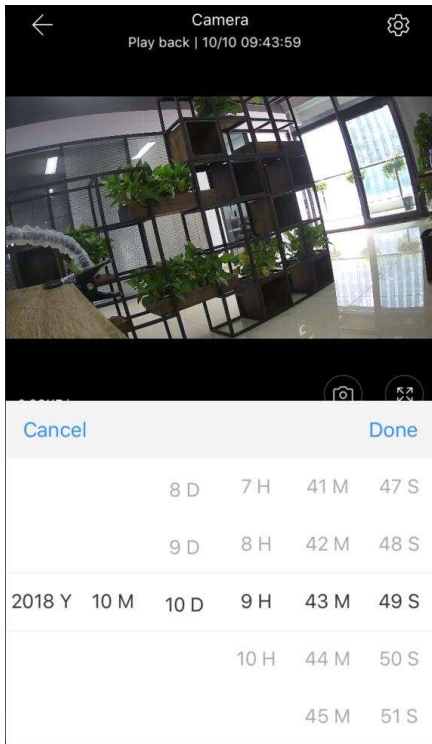 Camera
Play back | 10/10 09:43:59
Cancel Done
8 D 7 H 41 M 47 S
9 D 8 H 42 M 48 S
2018 Y 10 M 10 D 9 H 43 M 49 S
10 H 44 M 50 S
45 M 51 S